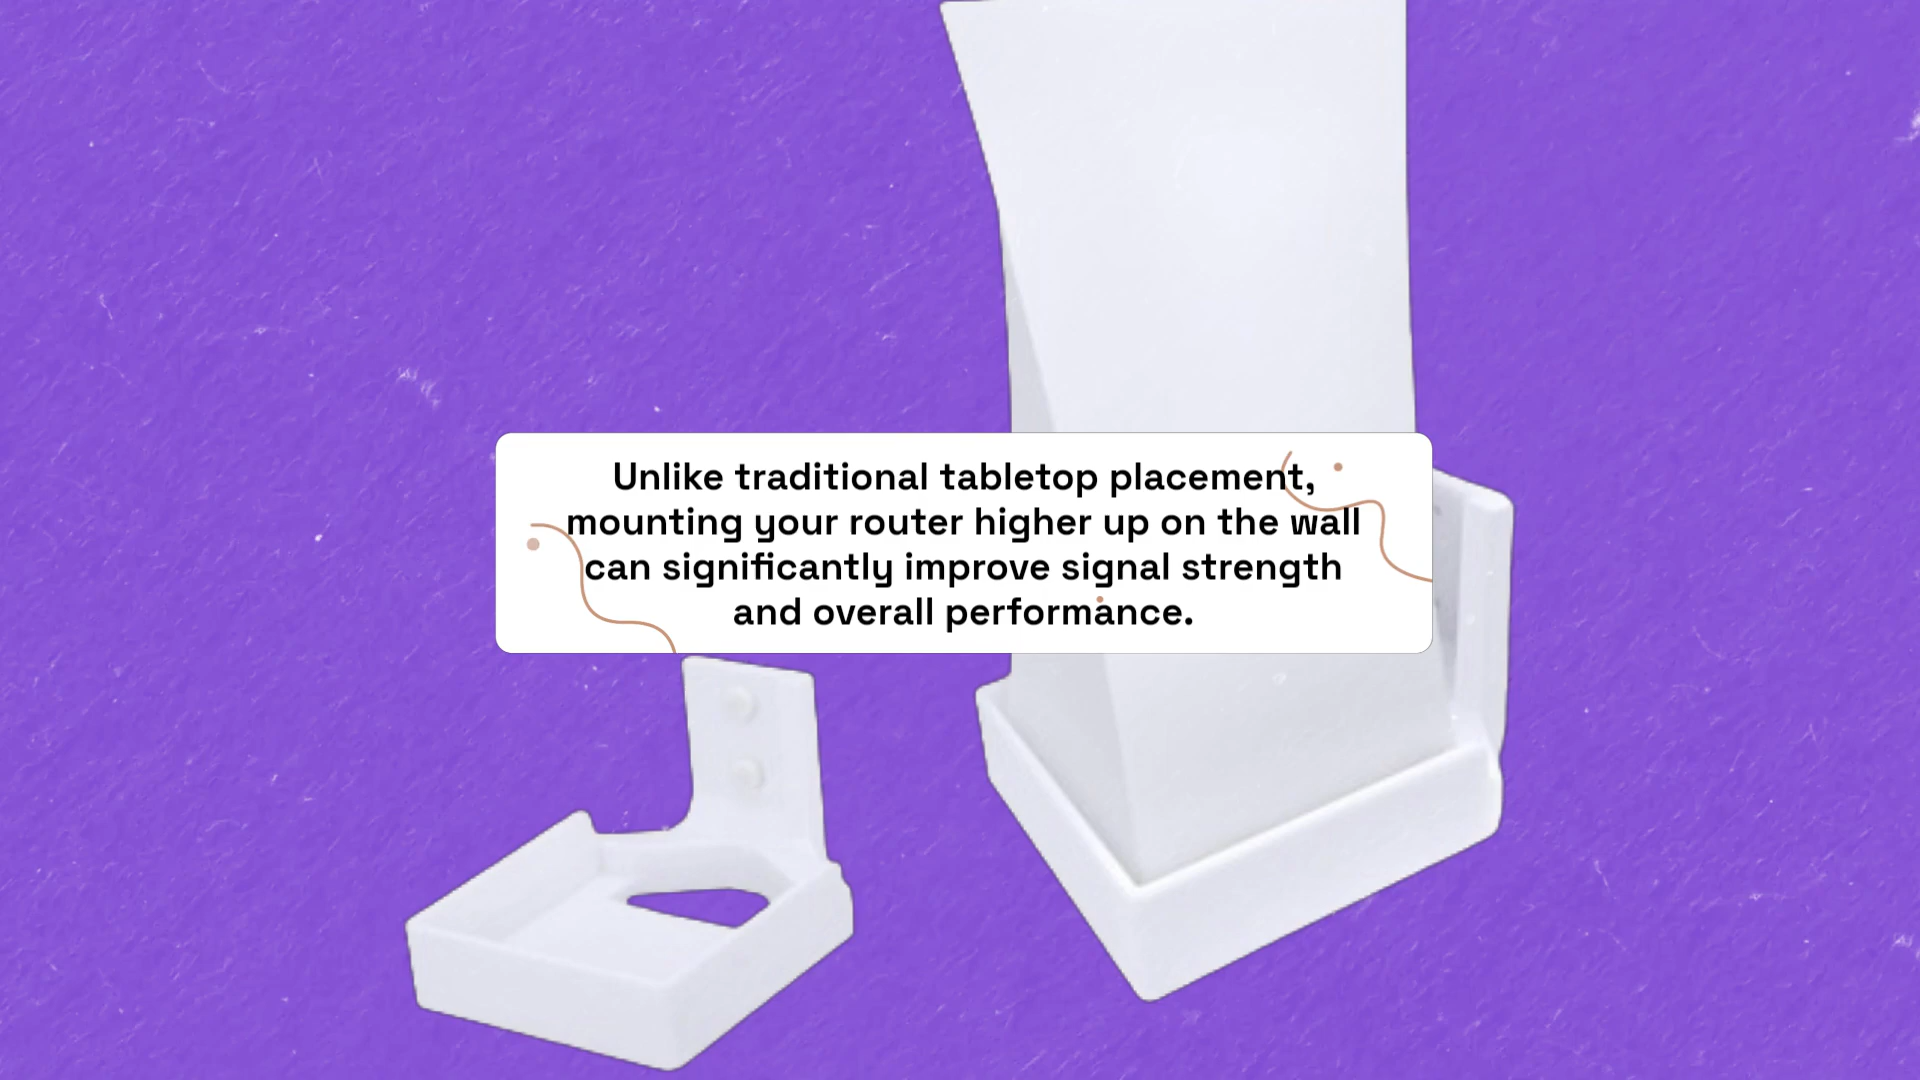 Unlike traditional tabletop placement,
mounting your router higher up on the wall
can significantly improve signal strength
and overall performance.